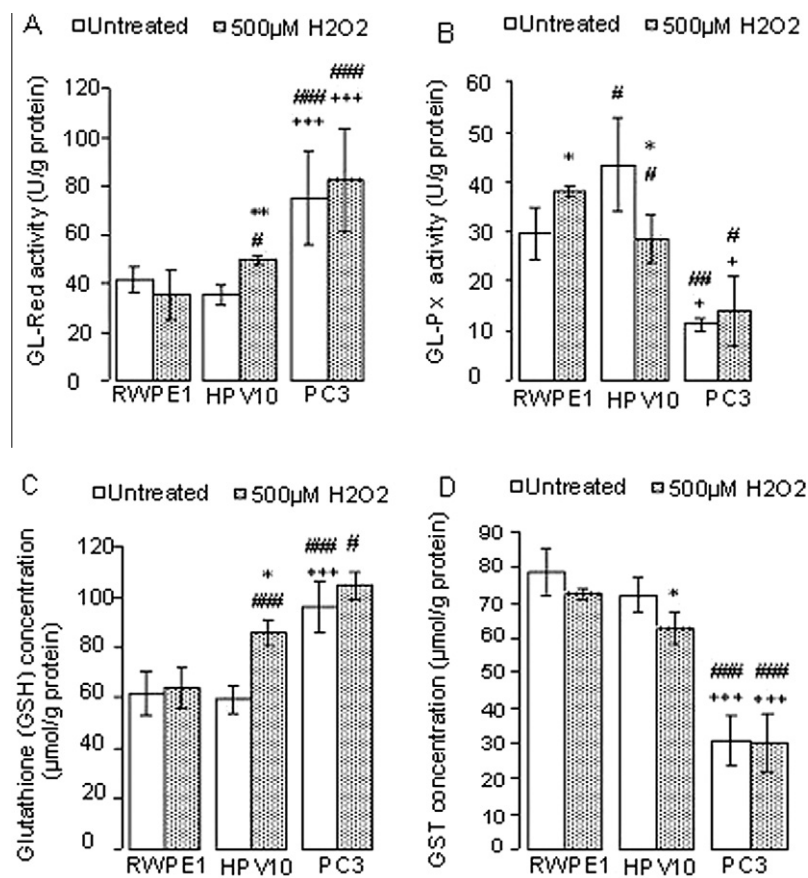 A
Untreated 500µM H2O2
GL-Red activity (U/g protein)
120
100
80
60
40
20
0
** #
### +++
### +++
RWPE1 HPV10 PC3
B
Untreated 500µM H2O2
GL-Px activity (U/g protein)
60
50
40
30
20
10
0
*
#
* #
## +
# +
RWPE1 HPV10 PC3
C
Untreated 500µM H2O2
Glutathione (GSH) concentration
(µmol/g protein)
120
100
80
60
40
20
0
* ###
### +++
#
RWPE1 HPV10 PC3
D
Untreated 500µM H2O2
GST concentration (µmol/g protein)
90
80
70
60
50
40
30
20
10
0
*
### +++
### +++
RWPE1 HPV10 PC3